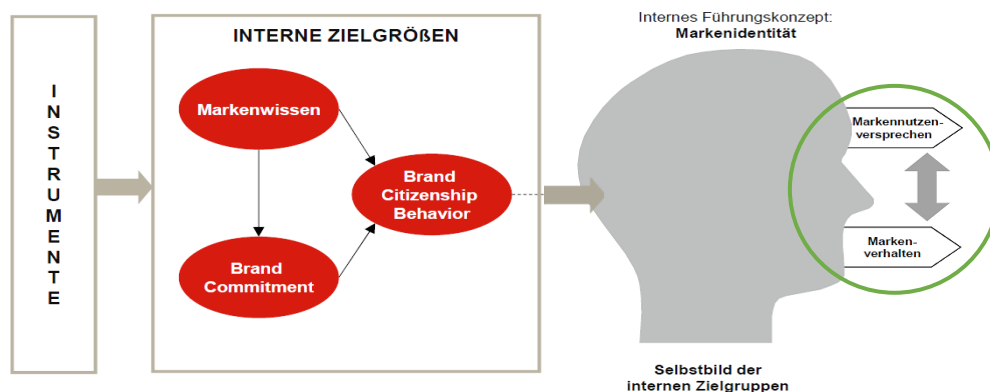 INSTRUMENTE
INTERNE ZIELGRÖßEN
Markenwissen
Brand
Citizenship
Behavior
Brand
Commitment
Internes Führungskonzept:
Markenidentität
Markennutzen-
versprechen
Marken-
verhalten
Selbstbild der
internen Zielgruppen